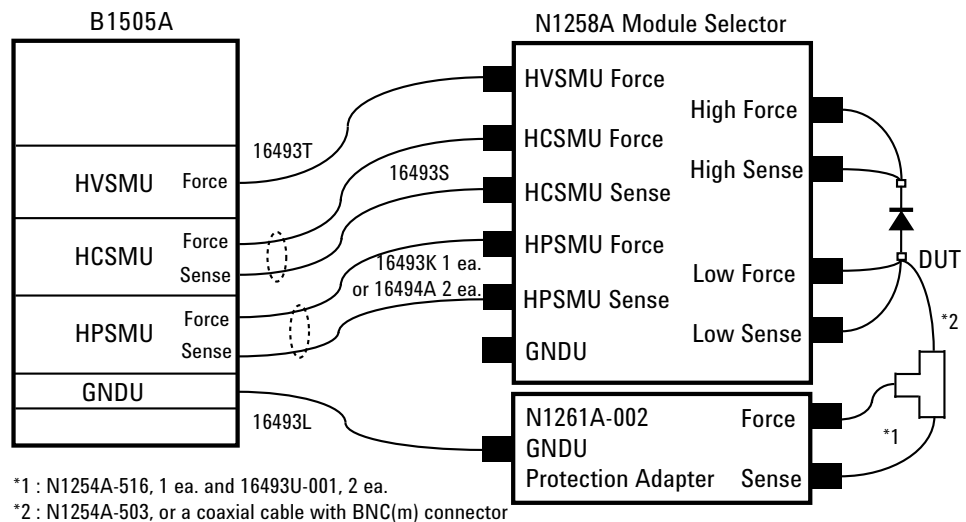 B1505A
N1258A Module Selector
HVSMU Force
16493T
HVSMU Force
High Force
HCSMU Force
16493S
High Sense
HCSMU Sense
HCSMU Force
Sense
HPSMU Force
16493K 1 ea.
or 16494A 2 ea.
DUT
Low Force
HPSMU Sense
HPSMU Force
Sense
*2
Low Sense
GNDU
GNDU
16493L
N1261A-002
GNDU
Protection Adapter
Force
Sense
*1
*1 : N1254A-516, 1 ea. and 16493U-001, 2 ea.
*2 : N1254A-503, or a coaxial cable with BNC(m) connector